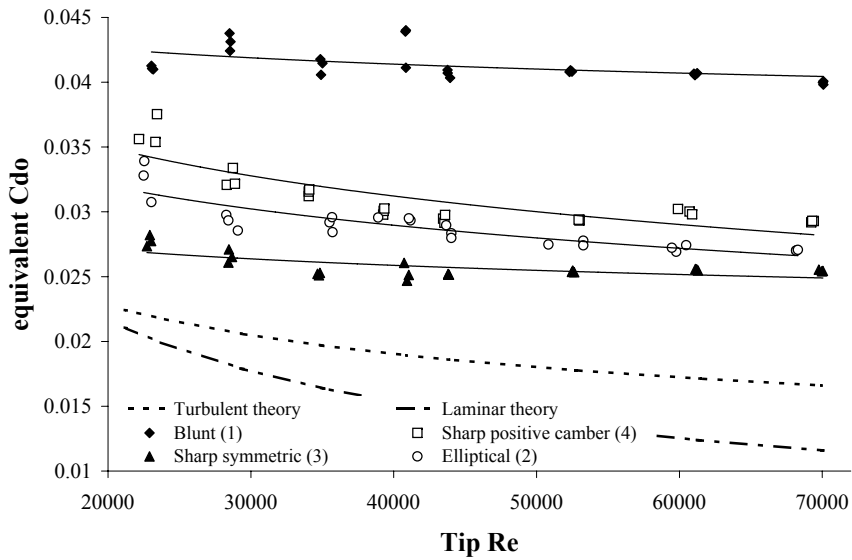 0.045
0.04
0.035
0.03
0.025
0.02
0.015
0.01
equivalent Cdo
Turbulent theory
Laminar theory
Blunt (1)
Sharp positive camber (4)
Sharp symmetric (3)
Elliptical (2)
20000 30000 40000 50000 60000 70000
Tip Re